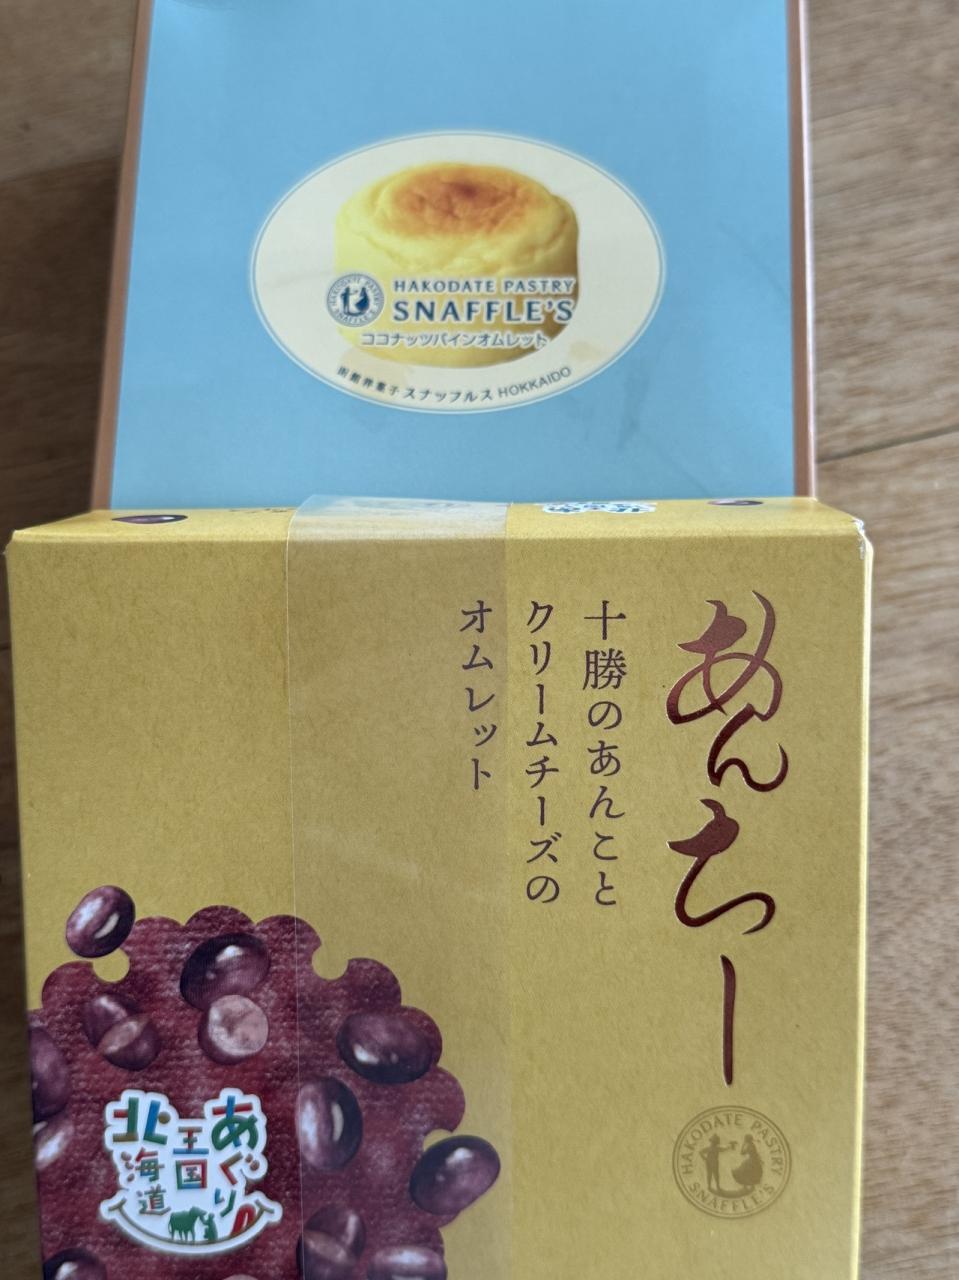 HAKODATE PASTRY
SNAFFLE'S
HAKODATE PASTRY
SNAFFLE'S
ココナッツパインオムレット
函館洋菓子 スナッフルス HOKKAIDO
あんちー
十勝のあんこと
クリームチーズの
オムレット
HAKODATE PASTRY
SNAFFLE'S
あぐり
王国
北海道